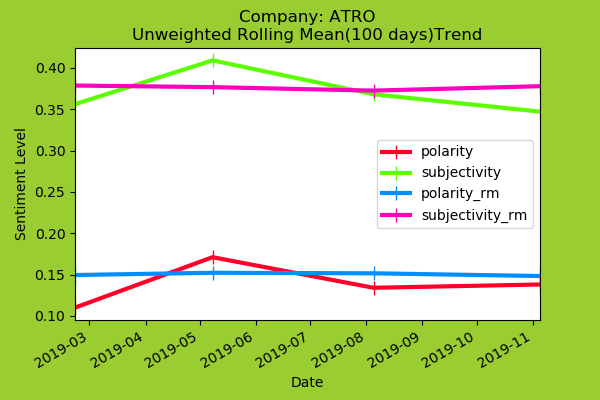 Company: ATRO
Unweighted Rolling Mean(100 days)Trend
0.40
0.35
0.30
0.25
0.20
0.15
0.10
Sentiment Level
polarity
subjectivity
polarity_rm
subjectivity_rm
2019-03
2019-04
2019-05
2019-06
2019-07
2019-08
2019-09
2019-10
2019-11
Date